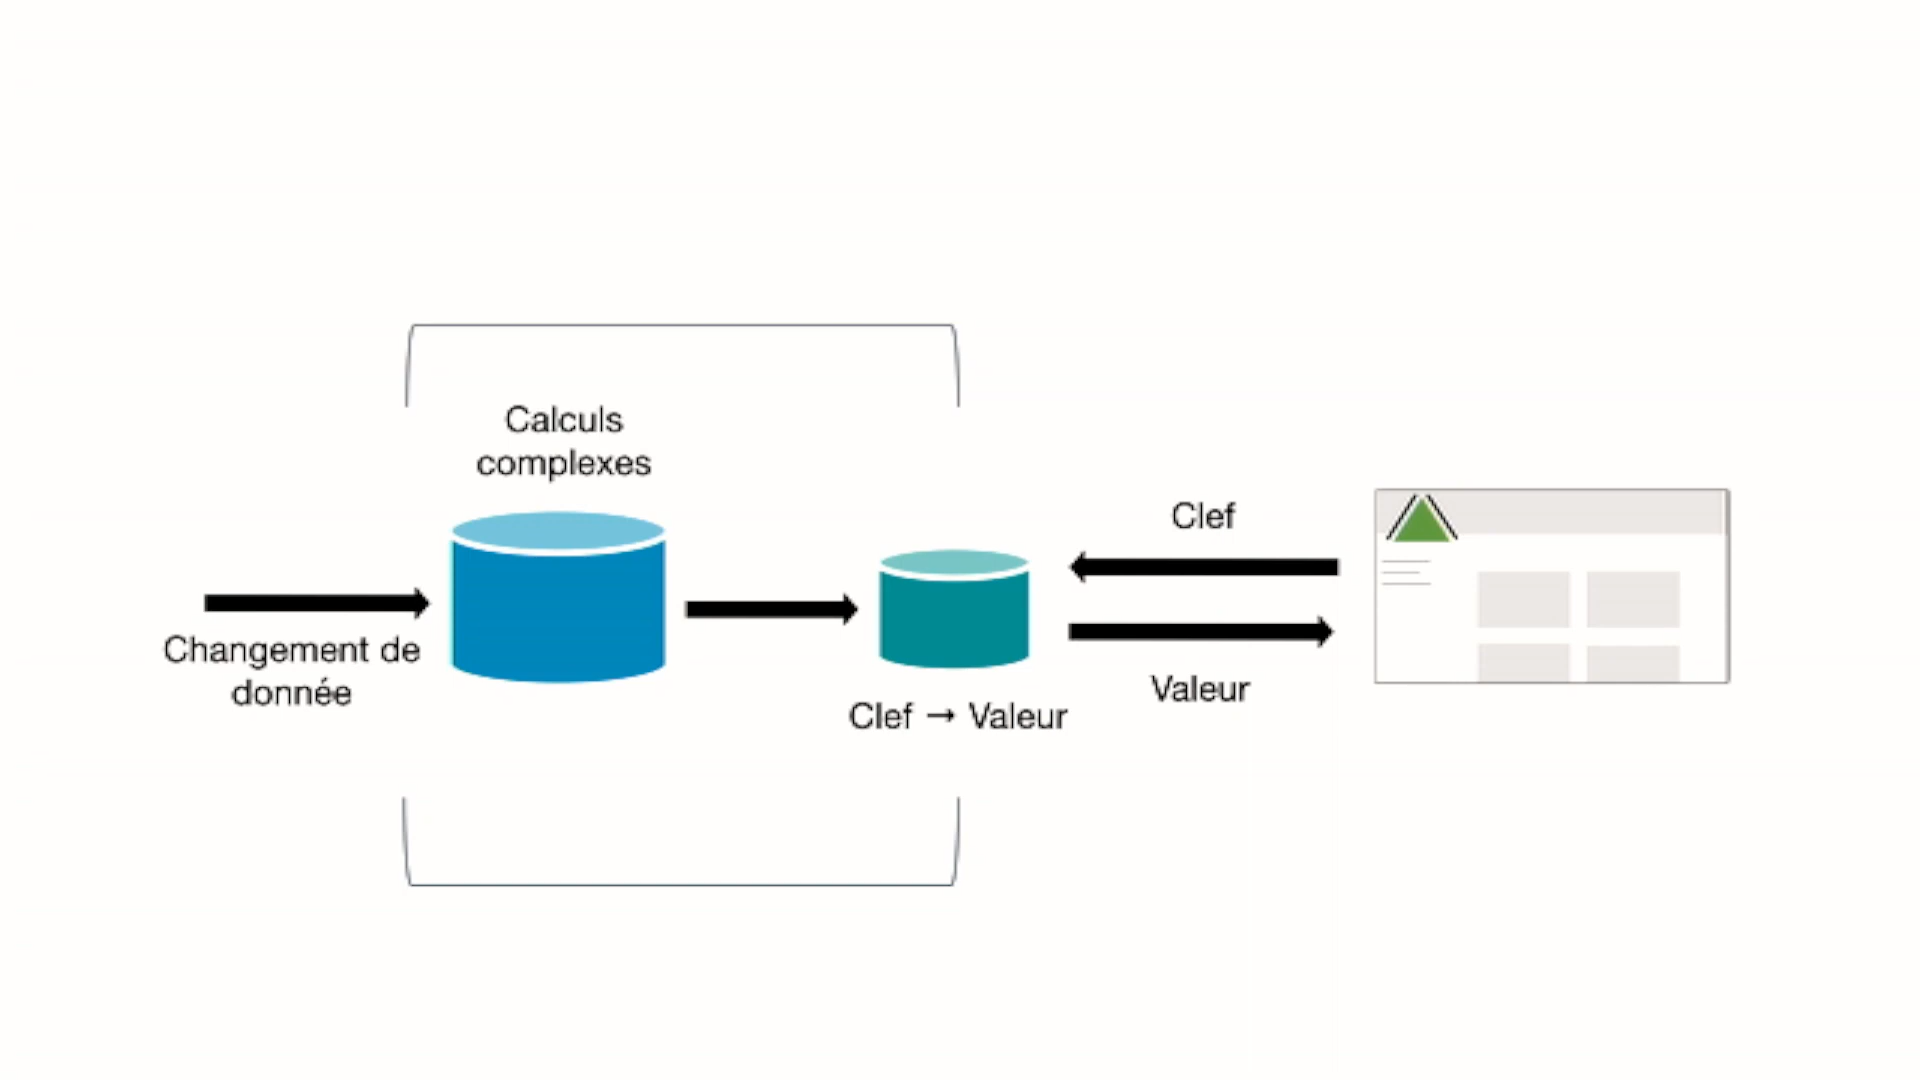 Calculs
complexes
Changement de
donnée
Clef → Valeur
Clef
Valeur